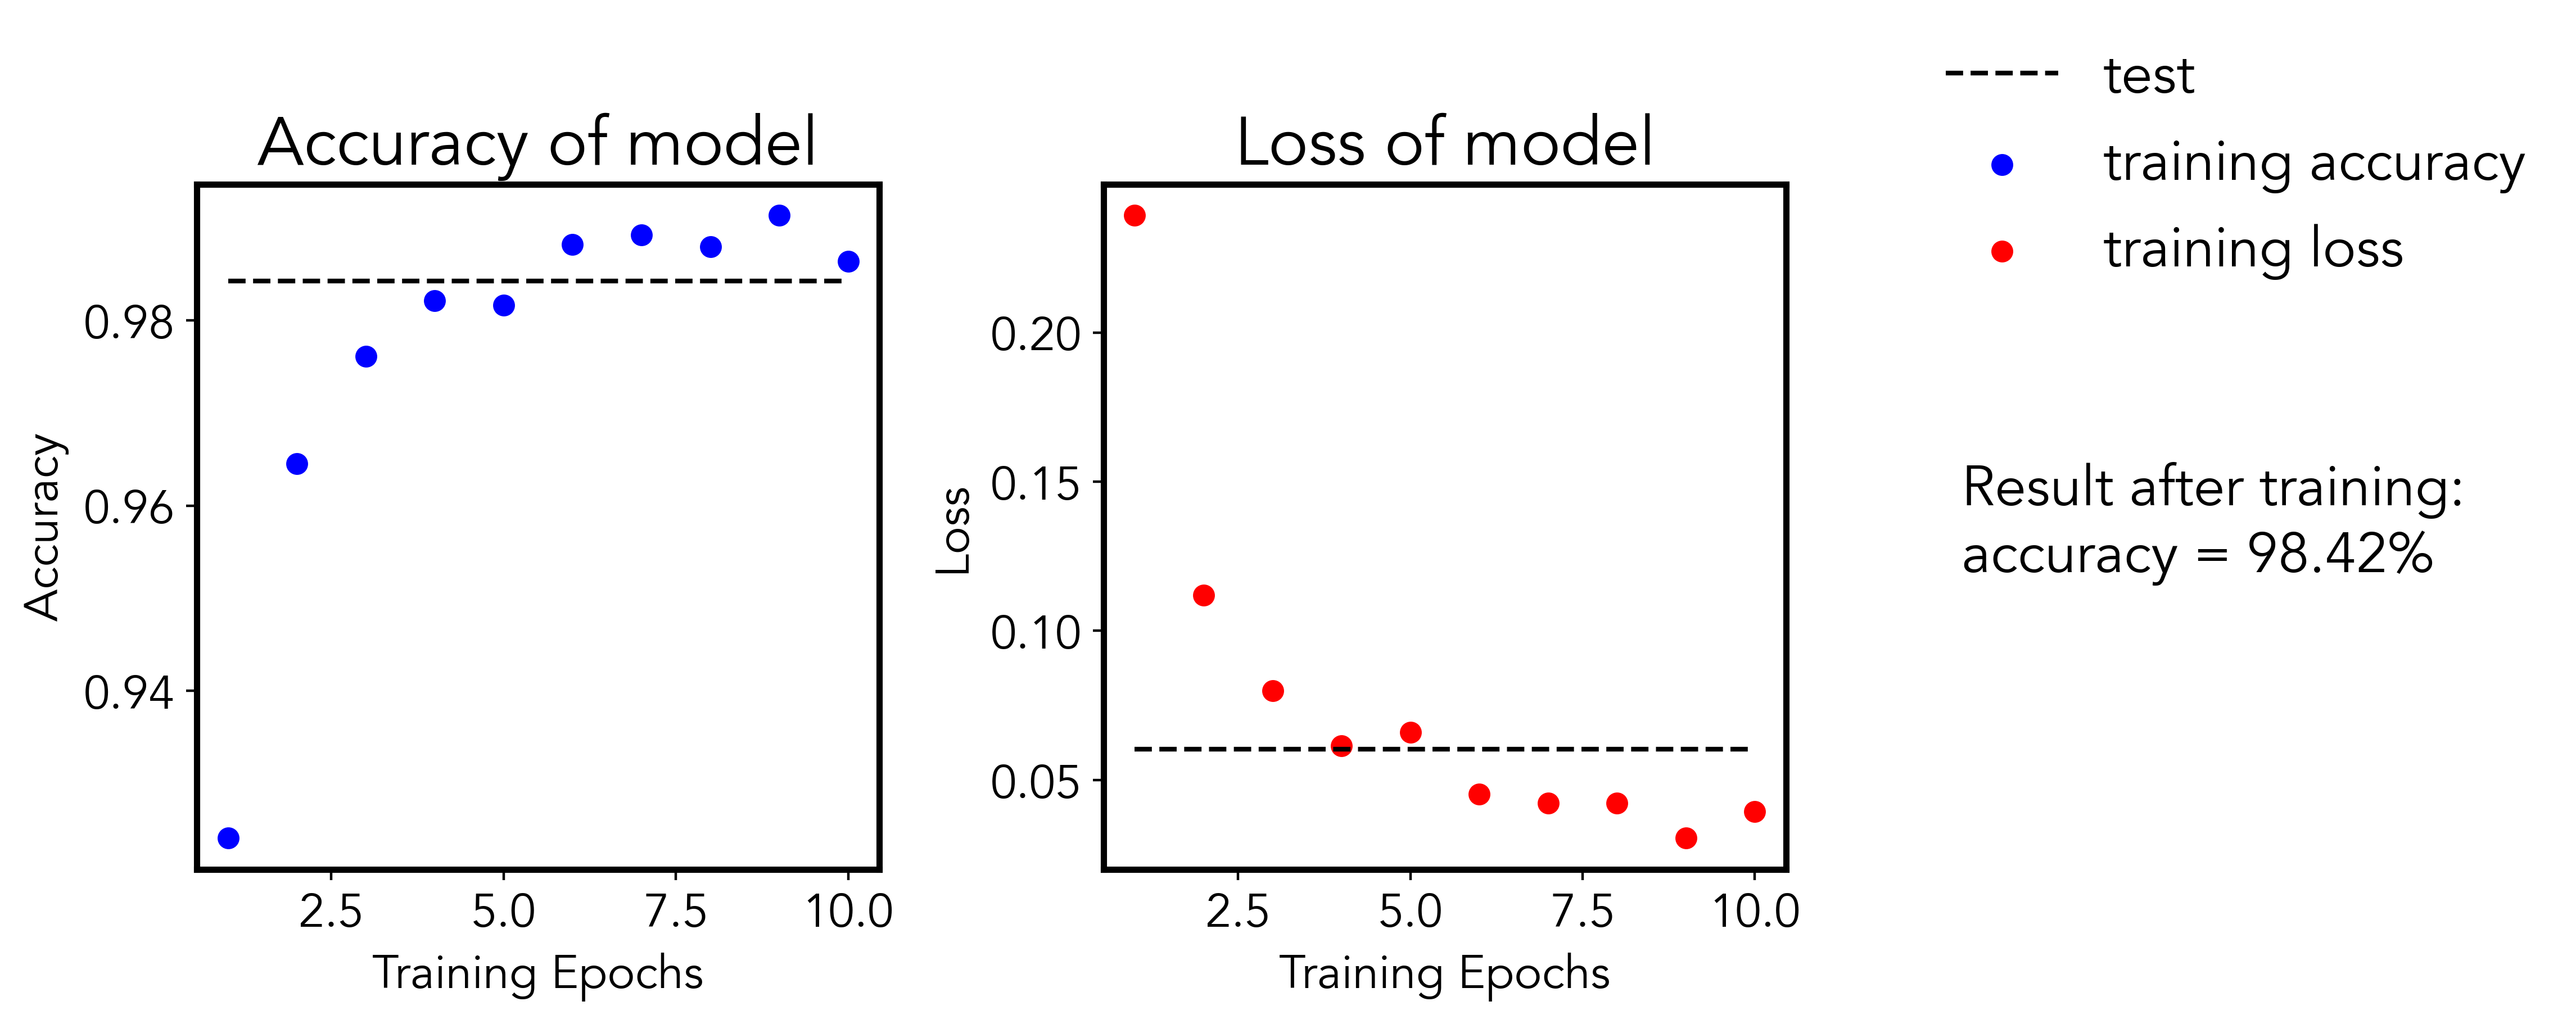 Accuracy of model
Accuracy
0.98
0.96
0.94
2.5 5.0 7.5 10.0
Training Epochs
Loss of model
Loss
0.20
0.15
0.10
0.05
2.5 5.0 7.5 10.0
Training Epochs
test
training accuracy
training loss
Result after training:
accuracy = 98.42%